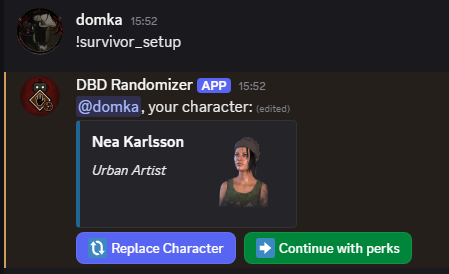 domka 15:52
!survivor_setup
DBD Randomizer APP 15:52
@domka, your character: (edited)
Nea Karlsson
Urban Artist
Replace Character
Continue with perks